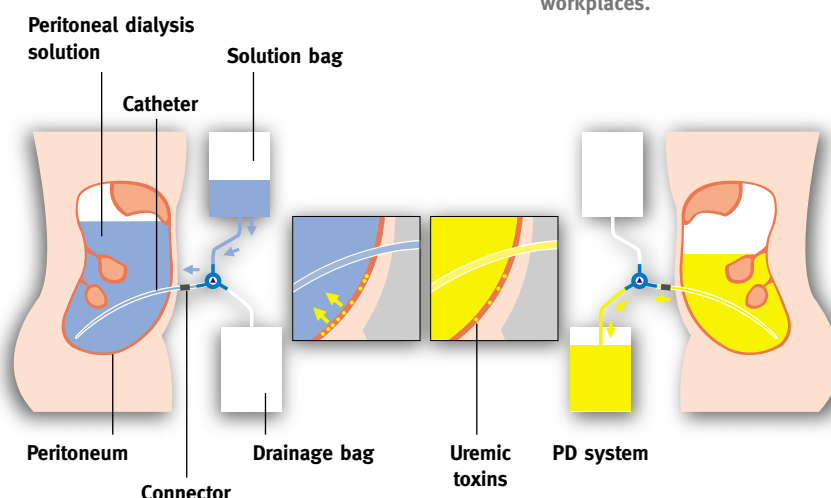 workplaces.
Peritoneal dialysis
solution
Solution bag
Catheter
Peritoneum
Drainage bag
Uremic
toxins
PD system
Connector